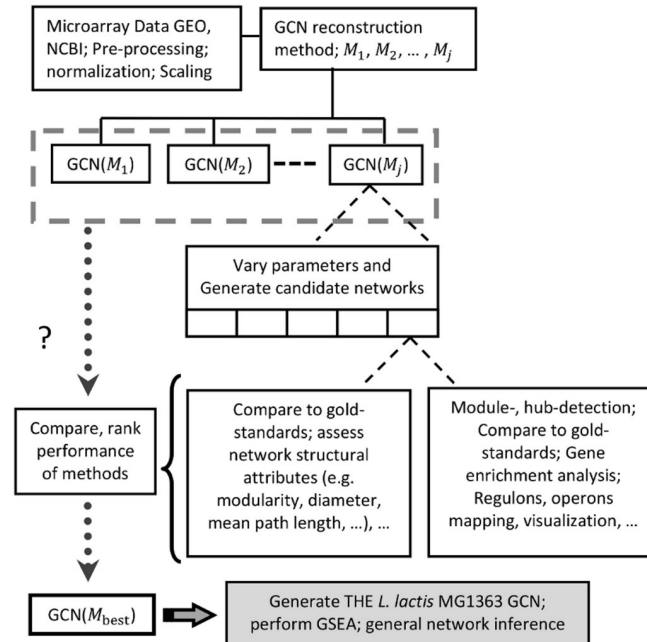 Microarray Data GEO,
NCBI; Pre-processing;
normalization; Scaling
GCN reconstruction
method; M₁, M₂, … , Mⱼ
GCN(M₁)
GCN(M₂)
GCN(Mⱼ)
Vary parameters and
Generate candidate networks
?
Compare, rank
performance
of methods
Compare to gold-
standards; assess
network structural
attributes (e.g.
modularity, diameter,
mean path length, …), …
Module-, hub-detection;
Compare to gold-
standards; Gene
enrichment analysis;
Regulons, operons
mapping, visualization, …
GCN(M_best)
Generate THE L. lactis MG1363 GCN;
perform GSEA; general network inference